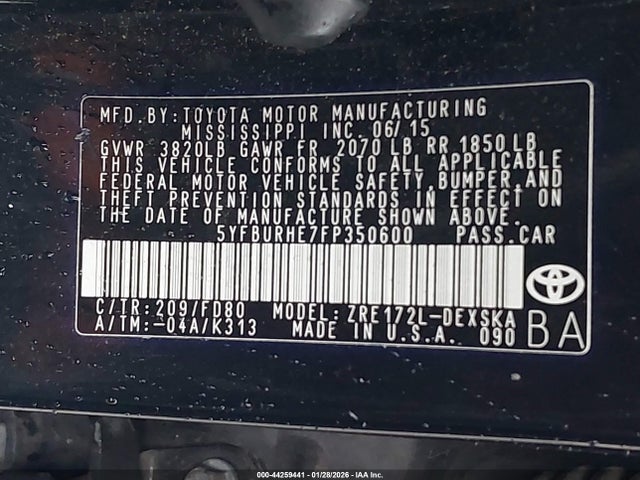 MFD. BY: TOYOTA MOTOR MANUFACTURING
MISSISSIPPI INC. 06/15
GVWR 3820LB GAWR FR 2070 LB RR 1850 LB
THIS VEHICLE CONFORMS TO ALL APPLICABLE
FEDERAL MOTOR VEHICLE SAFETY, BUMPER, AND
THEFT PREVENTION STANDARDS IN EFFECT ON
THE DATE OF MANUFACTURE SHOWN ABOVE.
5YFBURHE7FP350600 PASS. CAR
C/TR: 209/FD80 MODEL: ZRE172L-DEXSKA
A/TM: -04A/K313 MADE IN U.S.A. 090 BA
000-44259441 | 01/28/2026 | IAA Inc.